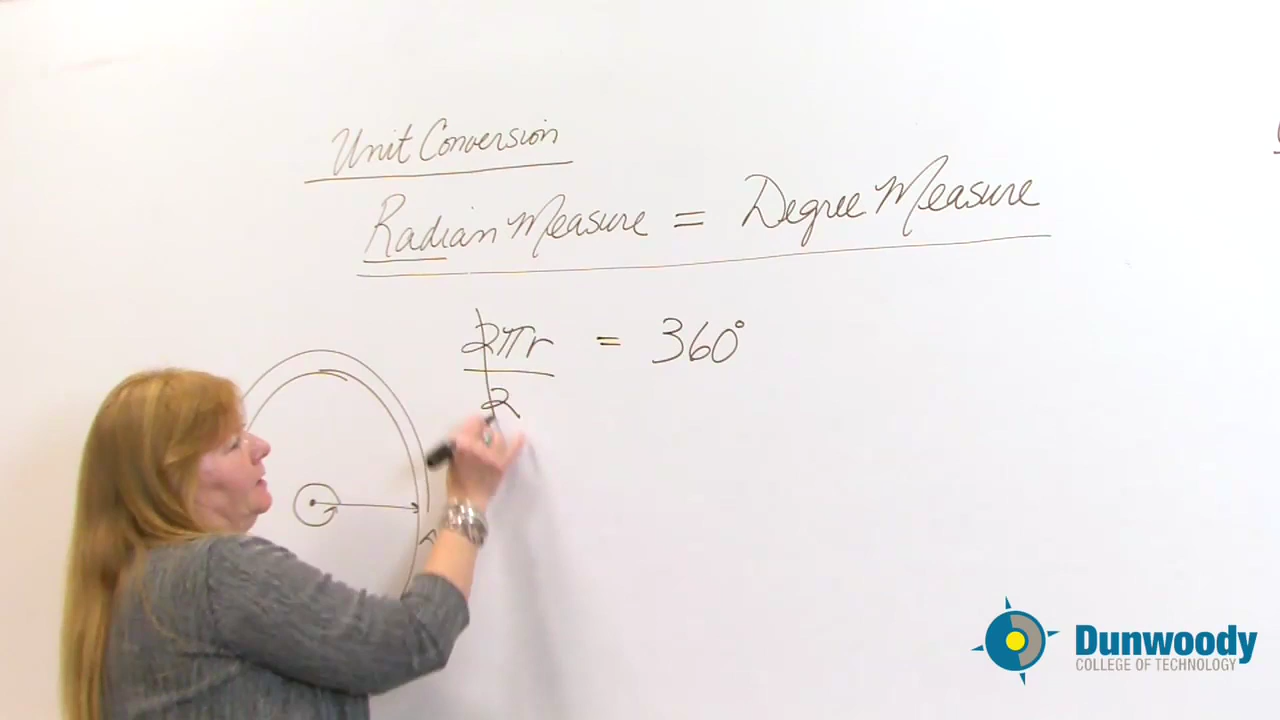 Unit Conversion
Radian Measure = Degree Measure
2πr = 360°
2
Dunwoody
COLLEGE OF TECHNOLOGY